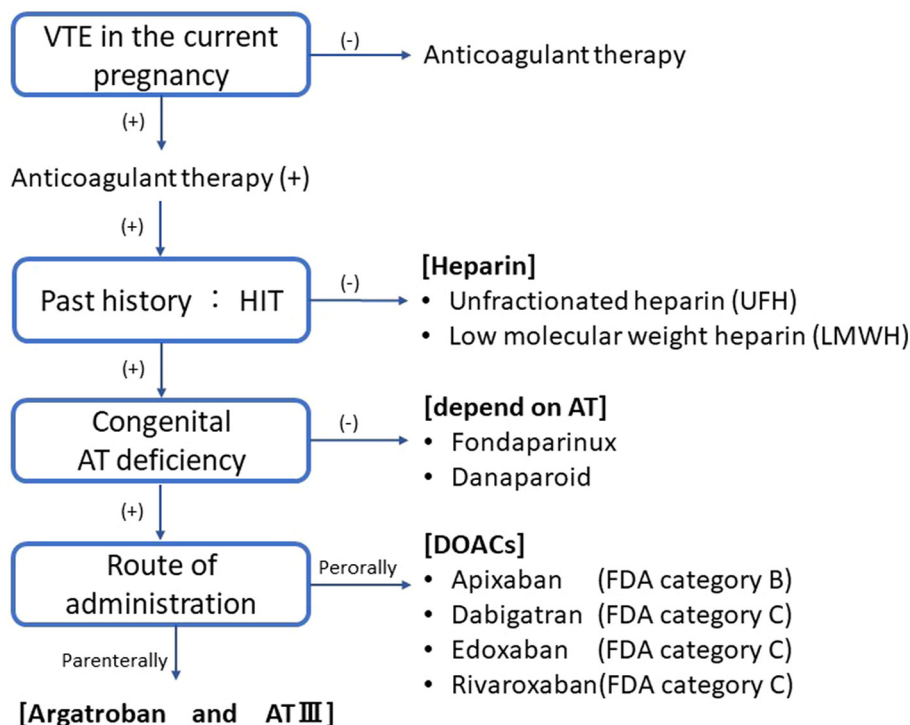 VTE in the current
pregnancy
(-)
Anticoagulant therapy
(+)
Anticoagulant therapy (+)
(+)
Past history : HIT
(-)
[Heparin]
• Unfractionated heparin (UFH)
• Low molecular weight heparin (LMWH)
(+)
Congenital
AT deficiency
(-)
[depend on AT]
• Fondaparinux
• Danaparoid
(+)
Route of
administration
Perorally
[DOACs]
• Apixaban (FDA category B)
• Dabigatran (FDA category C)
• Edoxaban (FDA category C)
• Rivaroxaban(FDA category C)
Parenterally
[Argatroban and ATⅢ]